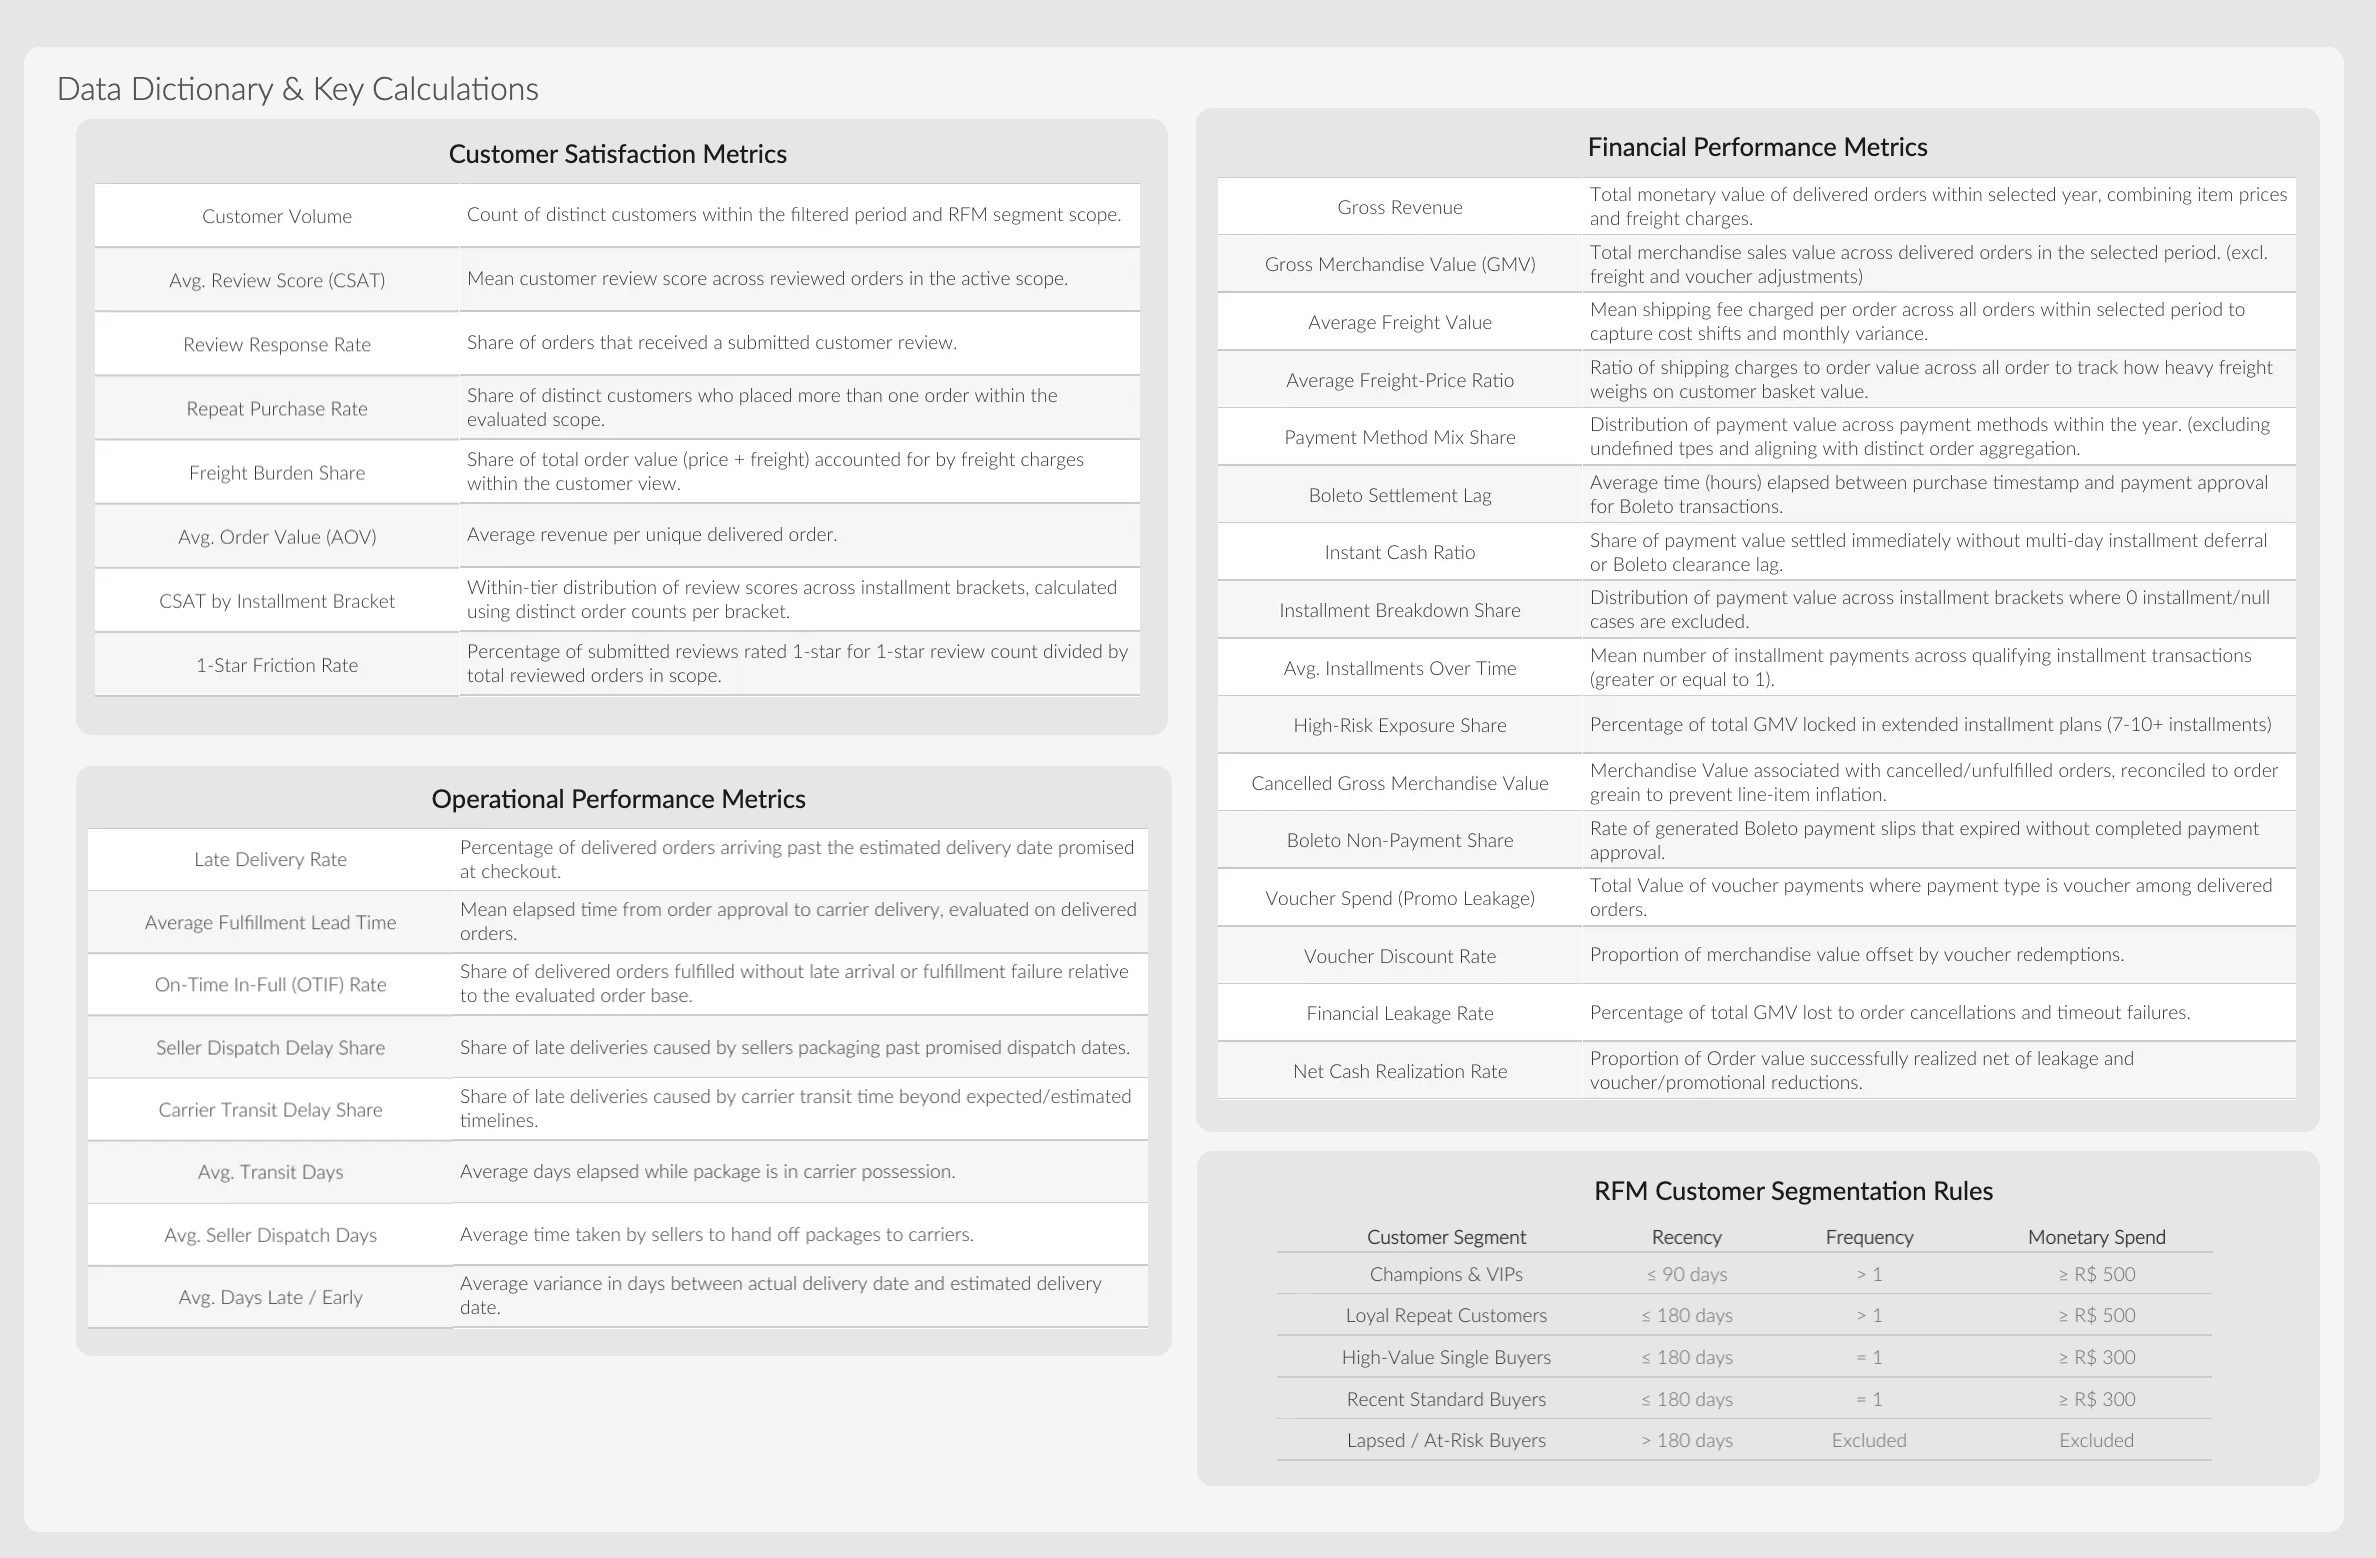 Data Dictionary & Key Calculations
Customer Satisfaction Metrics
Customer Volume
Count of distinct customers within the filtered period and RFM segment scope.
Avg. Review Score (CSAT)
Mean customer review score across reviewed orders in the active scope.
Review Response Rate
Share of orders that received a submitted customer review.
Repeat Purchase Rate
Share of distinct customers who placed more than one order within the
evaluated scope.
Freight Burden Share
Share of total order value (price + freight) accounted for by freight charges
within the customer view.
Avg. Order Value (AOV)
Average revenue per unique delivered order.
CSAT by Installment Bracket
Within-tier distribution of review scores across installment brackets, calculated
using distinct order counts per bracket.
1-Star Friction Rate
Percentage of submitted reviews rated 1-star for 1-star review count divided by
total reviewed orders in scope.
Operational Performance Metrics
Late Delivery Rate
Percentage of delivered orders arriving past the estimated delivery date promised
at checkout.
Average Fulfillment Lead Time
Mean elapsed time from order approval to carrier delivery, evaluated on delivered
orders.
On-Time In-Full (OTIF) Rate
Share of delivered orders fulfilled without late arrival or fulfillment failure relative
to the evaluated order base.
Seller Dispatch Delay Share
Share of late deliveries caused by sellers packaging past promised dispatch dates.
Carrier Transit Delay Share
Share of late deliveries caused by carrier transit time beyond expected/estimated
timelines.
Avg. Transit Days
Average days elapsed while package is in carrier possession.
Avg. Seller Dispatch Days
Average time taken by sellers to hand off packages to carriers.
Avg. Days Late / Early
Average variance in days between actual delivery date and estimated delivery
date.
Financial Performance Metrics
Gross Revenue
Total monetary value of delivered orders within selected year, combining item prices
and freight charges.
Gross Merchandise Value (GMV)
Total merchandise sales value across delivered orders in the selected period. (excl.
freight and voucher adjustments)
Average Freight Value
Mean shipping fee charged per order across all orders within selected period to
capture cost shifts and monthly variance.
Average Freight-Price Ratio
Ratio of shipping charges to order value across all order to track how heavy freight
weighs on customer basket value.
Payment Method Mix Share
Distribution of payment value across payment methods within the year. (excluding
undefined tpes and aligning with distinct order aggregation.
Boleto Settlement Lag
Average time (hours) elapsed between purchase timestamp and payment approval
for Boleto transactions.
Instant Cash Ratio
Share of payment value settled immediately without multi-day installment deferral
or Boleto clearance lag.
Installment Breakdown Share
Distribution of payment value across installment brackets where 0 installment/null
cases are excluded.
Avg. Installments Over Time
Mean number of installment payments across qualifying installment transactions
(greater or equal to 1).
High-Risk Exposure Share
Percentage of total GMV locked in extended installment plans (7-10+ installments)
Cancelled Gross Merchandise Value
Merchandise Value associated with cancelled/unfulfilled orders, reconciled to order
greain to prevent line-item inflation.
Boleto Non-Payment Share
Rate of generated Boleto payment slips that expired without completed payment
approval.
Voucher Spend (Promo Leakage)
Total Value of voucher payments where payment type is voucher among delivered
orders.
Voucher Discount Rate
Proportion of merchandise value offset by voucher redemptions.
Financial Leakage Rate
Percentage of total GMV lost to order cancellations and timeout failures.
Net Cash Realization Rate
Proportion of Order value successfully realized net of leakage and
voucher/promotional reductions.
RFM Customer Segmentation Rules
Customer Segment Recency Frequency Monetary Spend
Champions & VIPs ≤ 90 days > 1 ≥ R$ 500
Loyal Repeat Customers ≤ 180 days > 1 ≥ R$ 500
High-Value Single Buyers ≤ 180 days = 1 ≥ R$ 300
Recent Standard Buyers ≤ 180 days = 1 ≥ R$ 300
Lapsed / At-Risk Buyers > 180 days Excluded Excluded